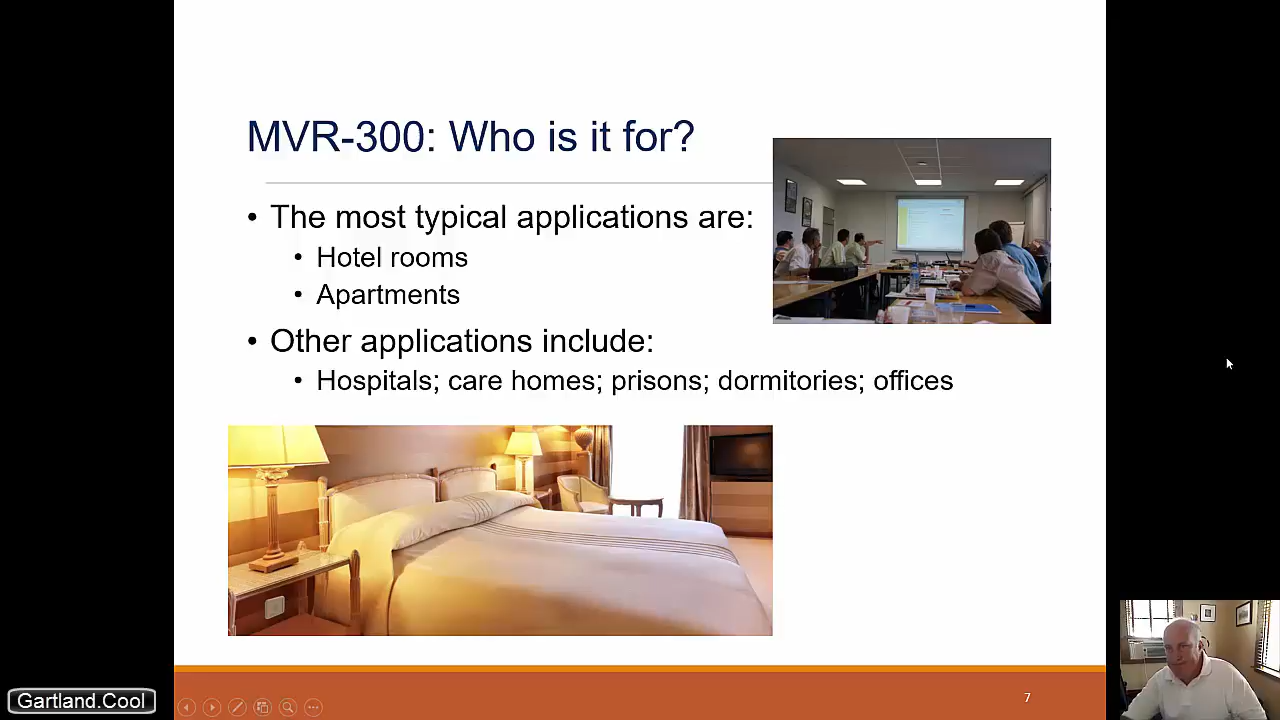 MVR-300: Who is it for?
• The most typical applications are:
• Hotel rooms
• Apartments
• Other applications include:
• Hospitals; care homes; prisons; dormitories; offices
7
Gartland.Cool